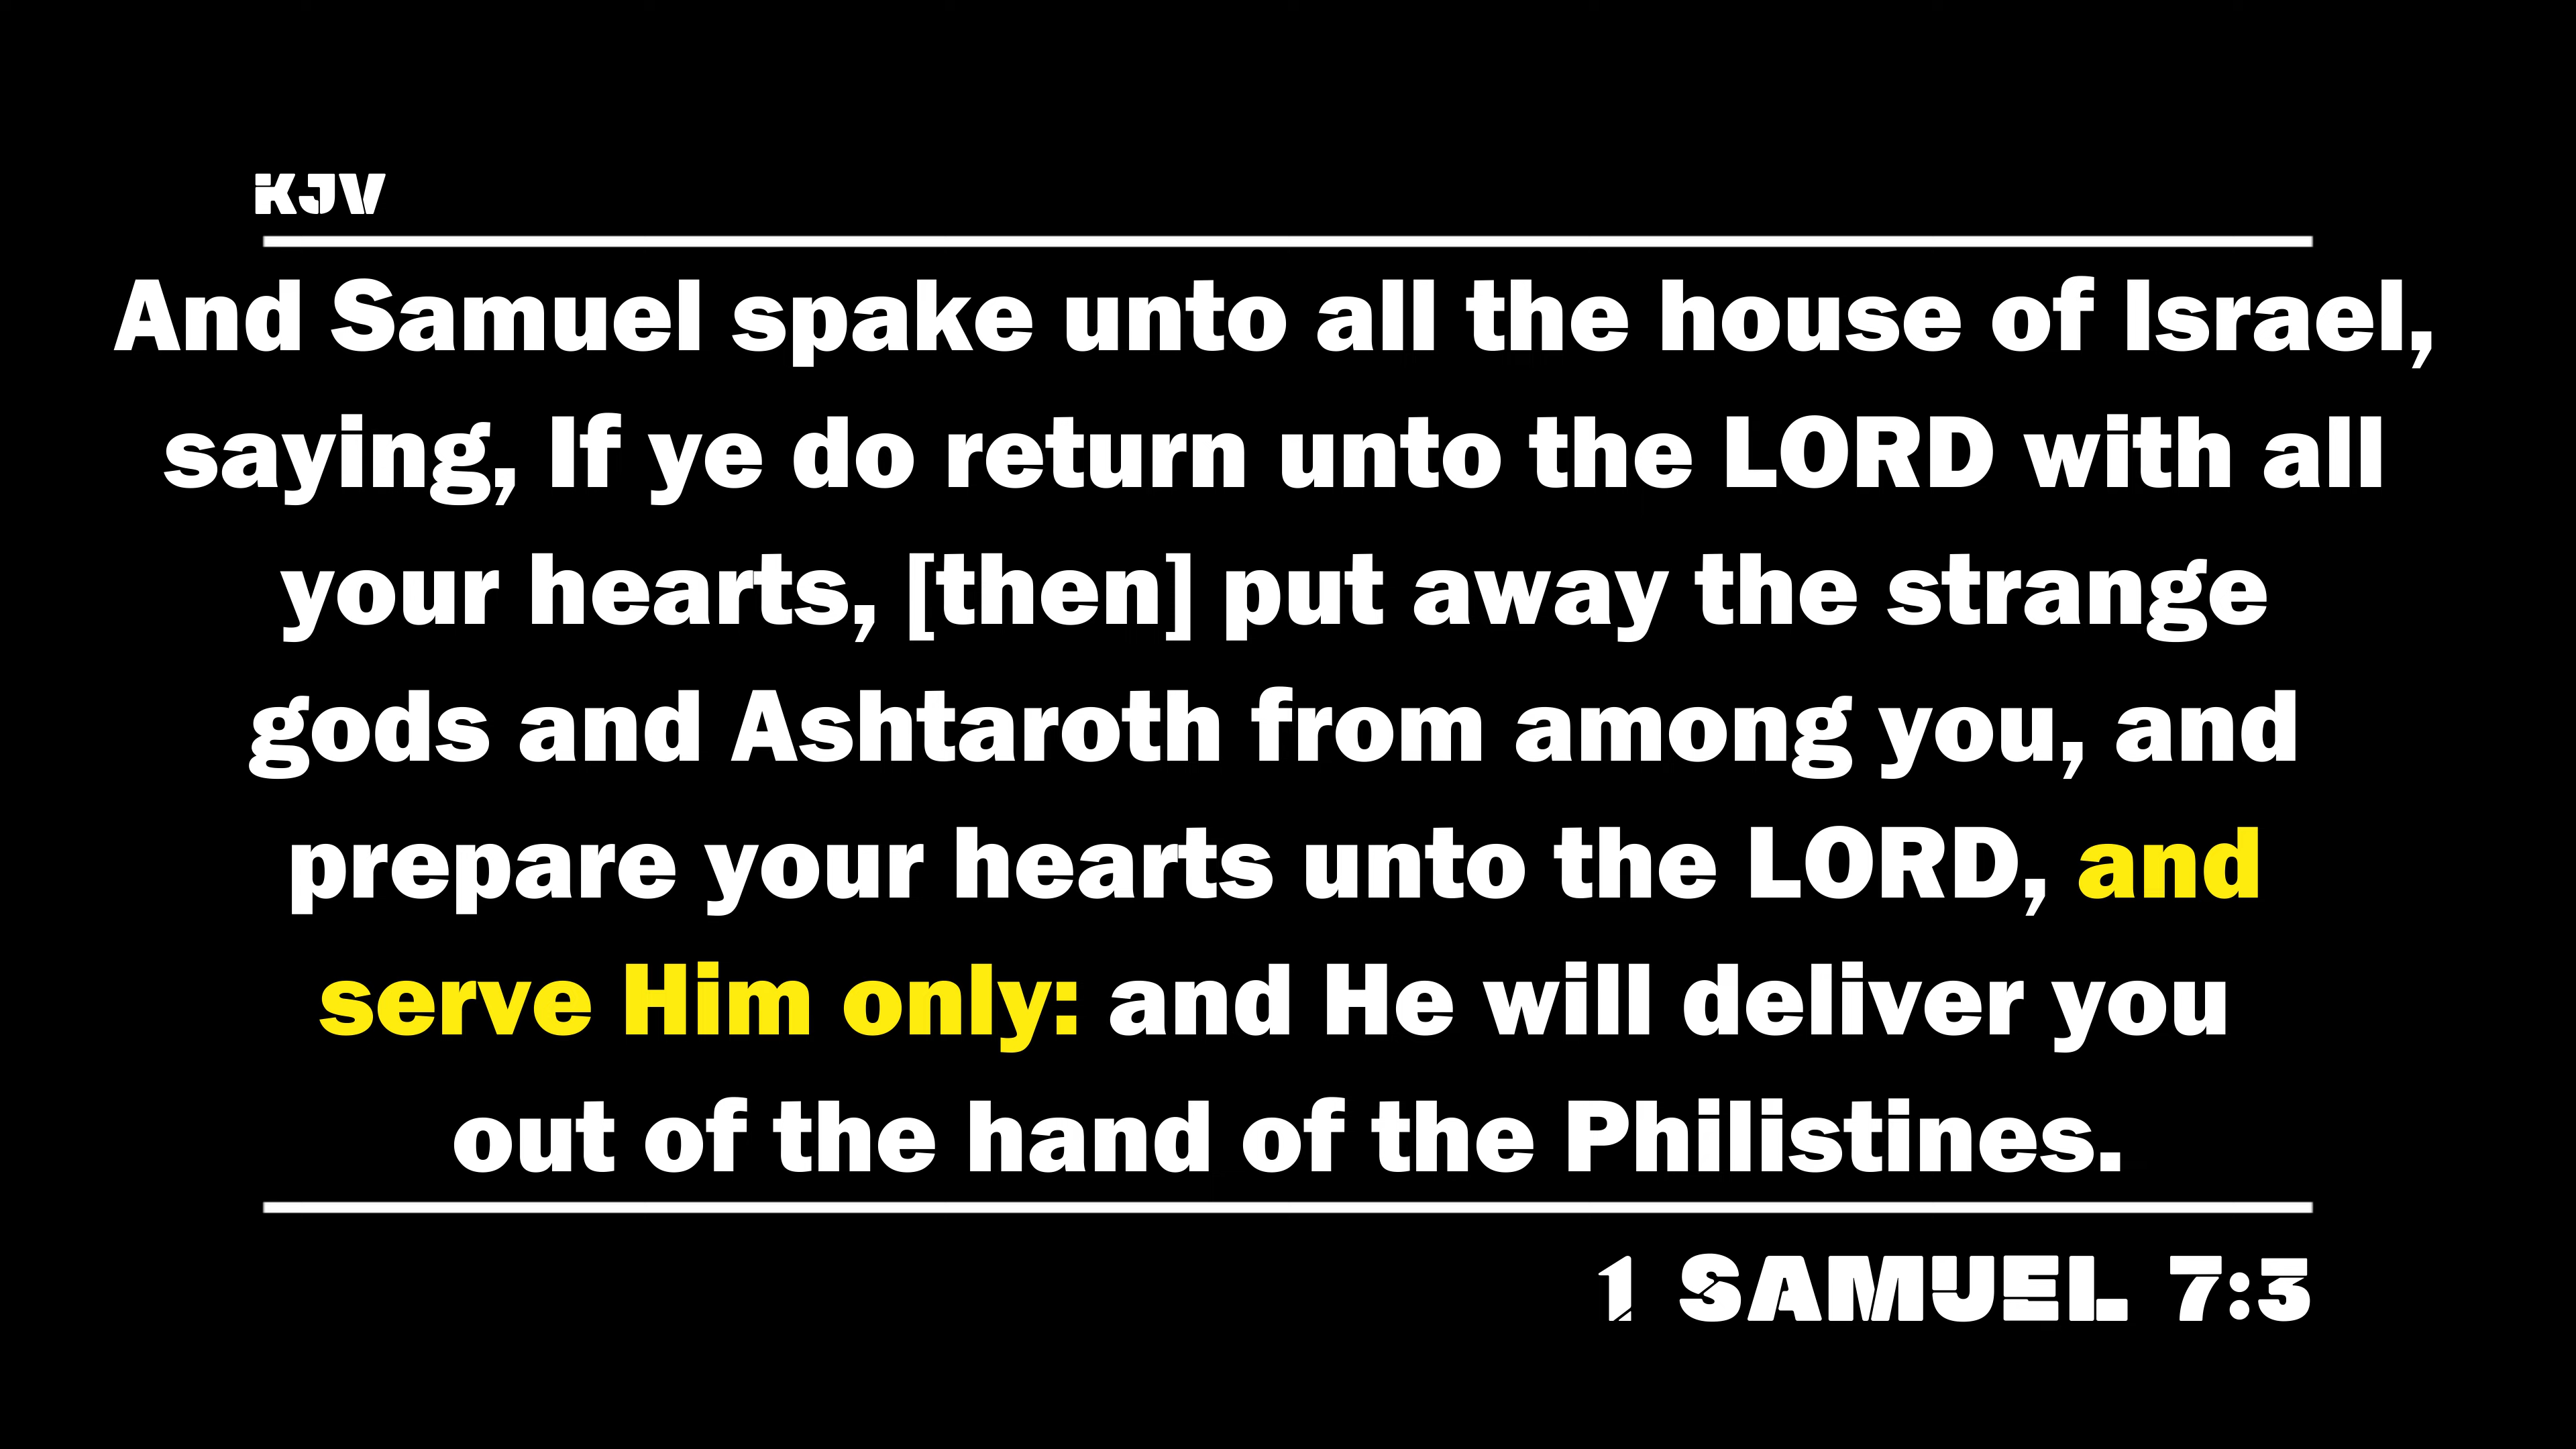 KJV
And Samuel spake unto all the house of Israel,
saying, If ye do return unto the LORD with all
your hearts, [then] put away the strange
gods and Ashtaroth from among you, and
prepare your hearts unto the LORD, and
serve Him only: and He will deliver you
out of the hand of the Philistines.
1 SAMUEL 7:3